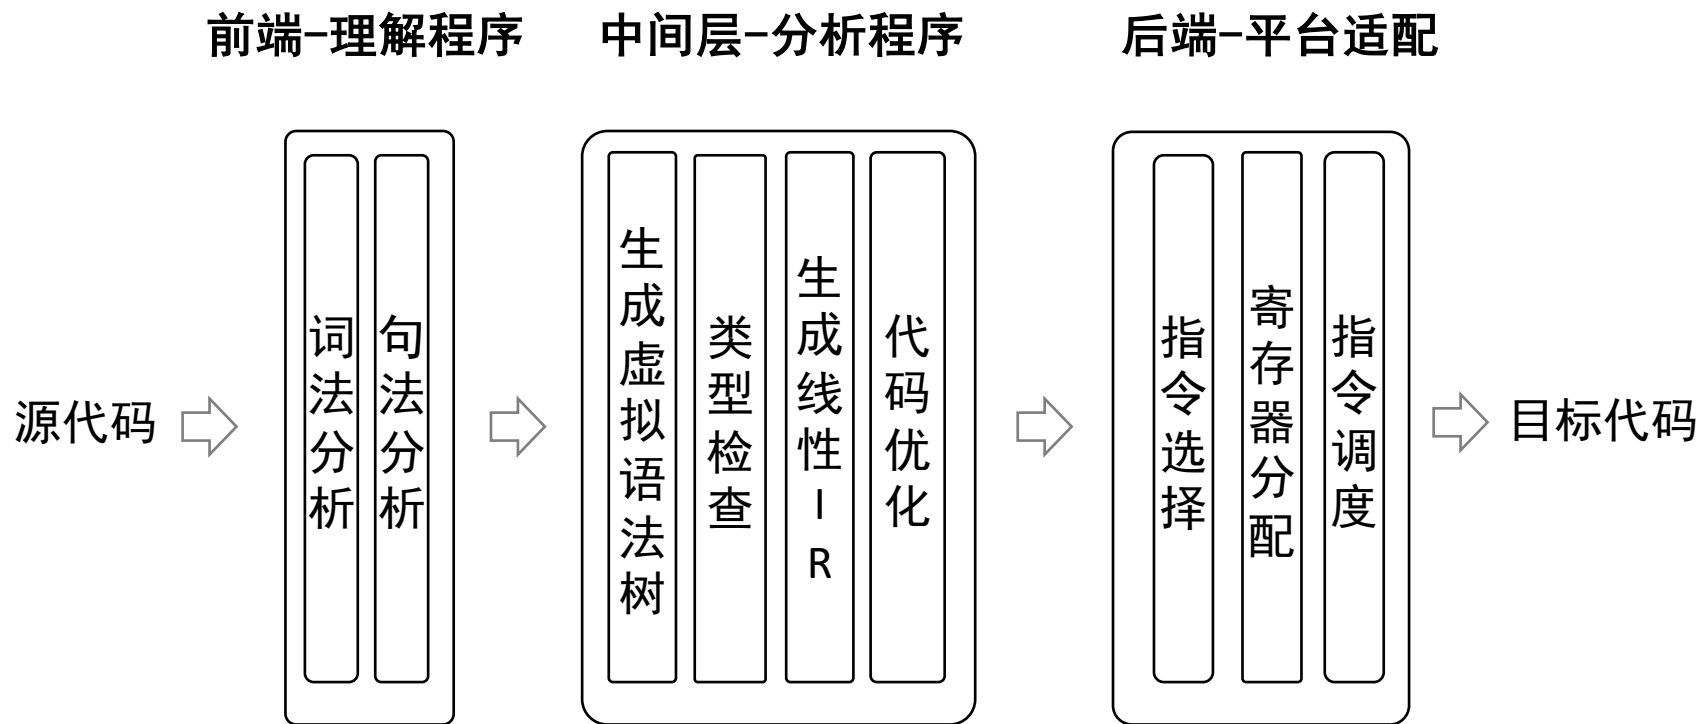 前端-理解程序
中间层-分析程序
后端-平台适配
源代码
词法分析
句法分析
生成虚拟语法树
类型检查
生成线性IR
代码优化
指令选择
寄存器分配
指令调度
目标代码